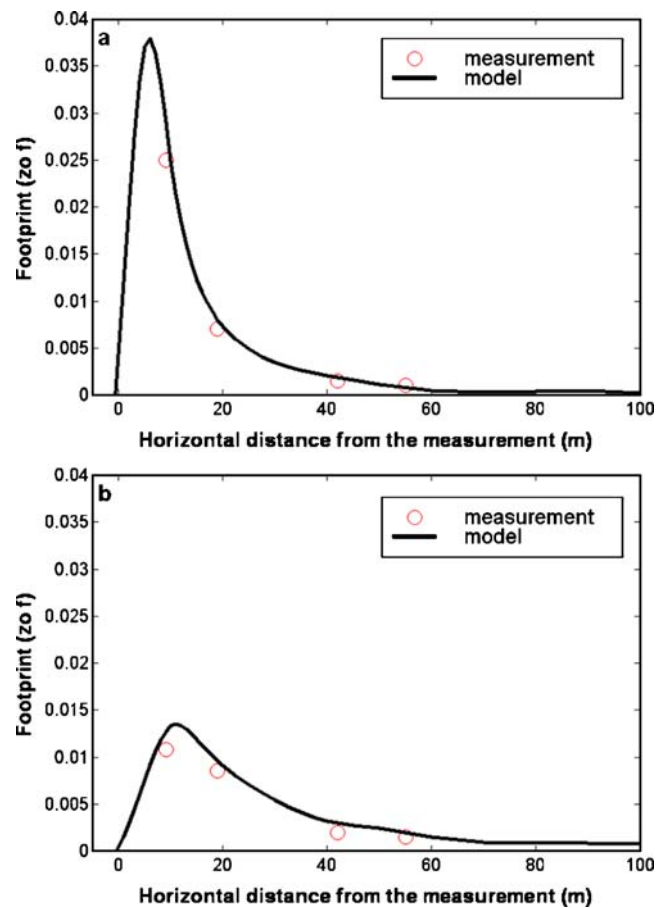 a
0.04
0.035
0.03
0.025
0.02
0.015
0.01
0.005
0
measurement
model
Footprint (zo f)
0 20 40 60 80 100
Horizontal distance from the measurement (m)
b
0.04
0.035
0.03
0.025
0.02
0.015
0.01
0.005
0
measurement
model
Footprint (zo f)
0 20 40 60 80 100
Horizontal distance from the measurement (m)